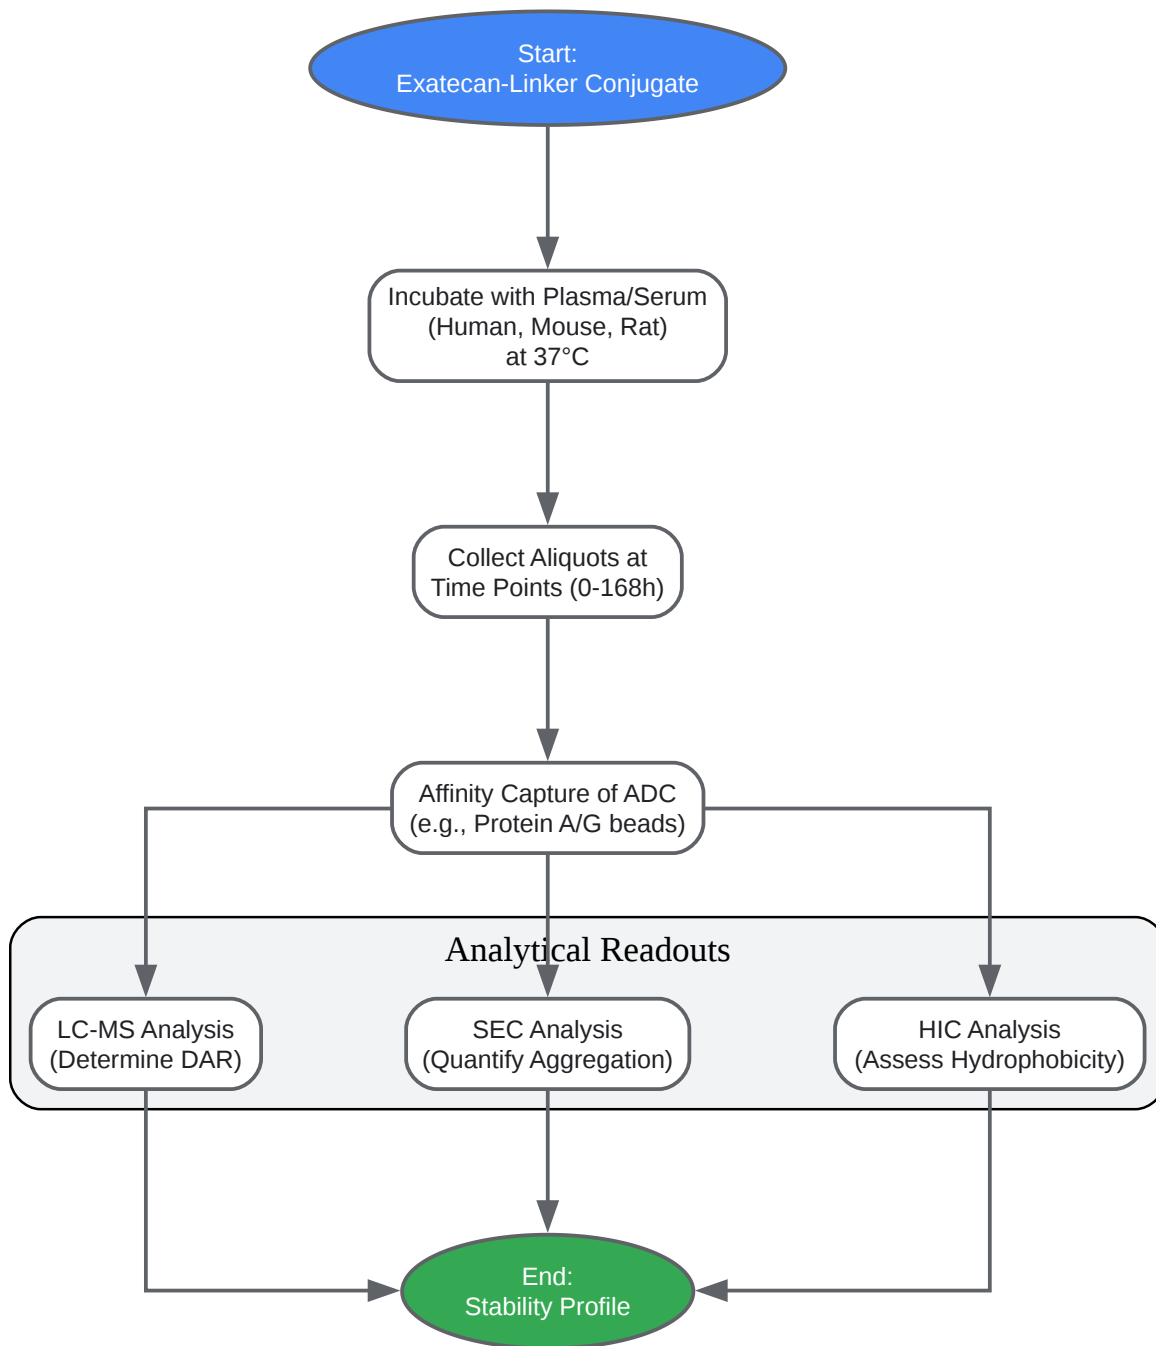 Start:
Exatecan-Linker Conjugate
Incubate with Plasma/Serum
(Human, Mouse, Rat)
at 37°C
Collect Aliquots at
Time Points (0-168h)
Affinity Capture of ADC
(e.g., Protein A/G beads)
Analytical Readouts
LC-MS Analysis
(Determine DAR)
SEC Analysis
(Quantify Aggregation)
HIC Analysis
(Assess Hydrophobicity)
End:
Stability Profile